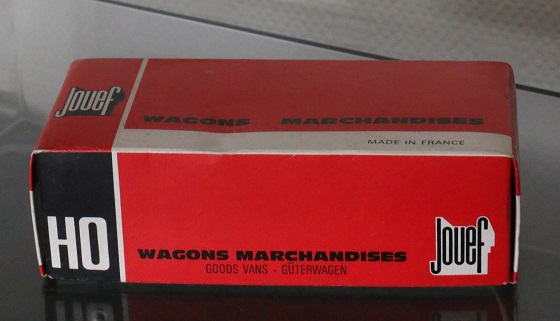 Jouef
WAGONS MARCHANDISES
MADE IN FRANCE
HO
WAGONS MARCHANDISES
GOODS VANS - GÜTERWAGEN
Jouef